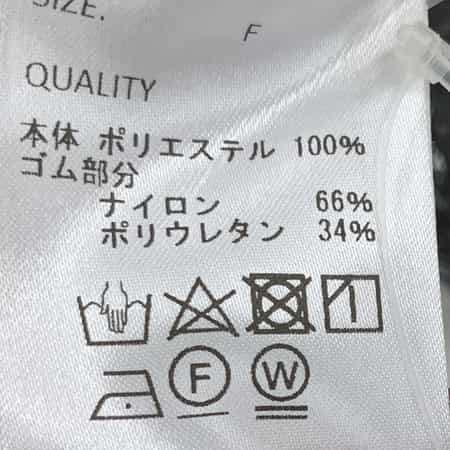 SIZE.
F
QUALITY
本体 ポリエステル 100%
ゴム部分
ナイロン 66%
ポリウレタン 34%
F W